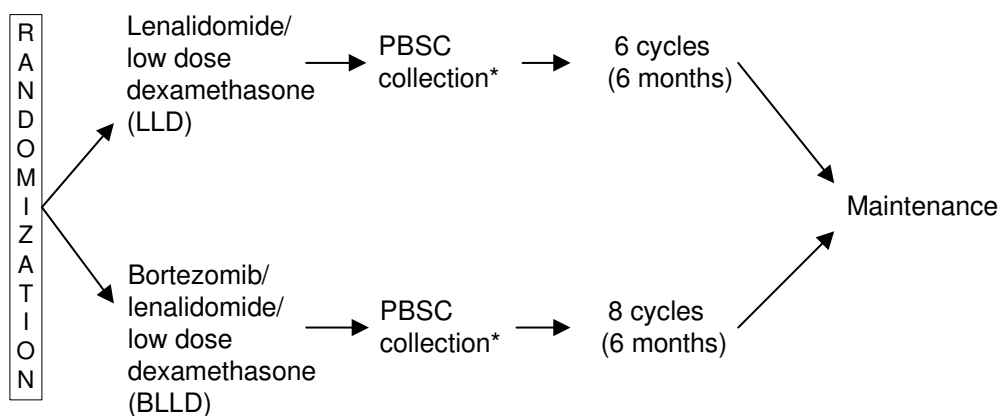 RANDOMIZATION
Lenalidomide/
low dose
dexamethasone
(LLD)
PBSC
collection*
6 cycles
(6 months)
Maintenance
Bortezomib/
lenalidomide/
low dose
dexamethasone
(BLLD)
PBSC
collection*
8 cycles
(6 months)